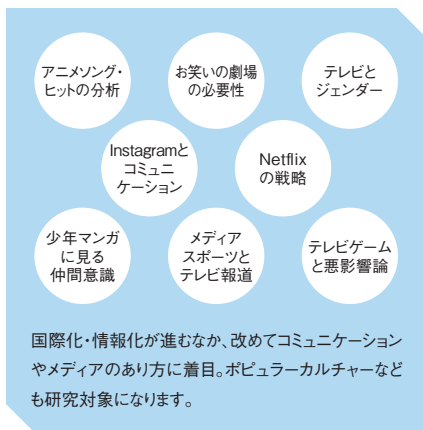 アニメソング・
ヒットの分析
お笑いの劇場
の必要性
テレビと
ジェンダー
Instagramと
コミュニ
ケーション
Netflix
の戦略
少年マンガ
に見る
仲間意識
メディア
スポーツと
テレビ報道
テレビゲーム
と悪影響論
国際化・情報化が進むなか、改めてコミュニケーション
やメディアのあり方に着目。ポピュラーカルチャーなど
も研究対象になります。